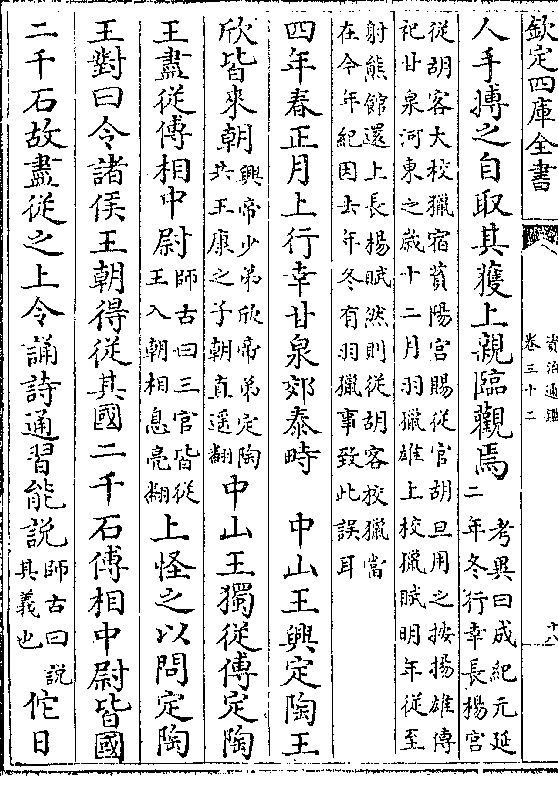 欽定四庫全書
資治通鑑
卷三十二
人手搏之自取其獲上親臨觀焉
考異曰成紀元延
二年冬行幸長楊宮
從胡客大校獵宿萯陽宮賜從官胡旦用之按揚雄傳
祀甘泉河東之歲十二月羽獵雄上校獵賦明年從至
射熊館還上長楊賦然則從胡客校獵當
在今年紀因去年冬有羽獵事致此誤耳
四年春正月上行幸甘泉郊泰時　中山王興定陶王
欣皆來朝
興帝少弟欣帝弟定陶
共王康之子朝直遥翻
中山王獨從傅定陶
王盡從傅相中尉
師古曰三官皆從
王入朝相息亮翻
上怪之以問定陶
王對曰令諸侯王朝得從其國二千石傅相中尉皆國
二千石故盡從之上令誦詩通習能説
師古曰説
其義也
佗日